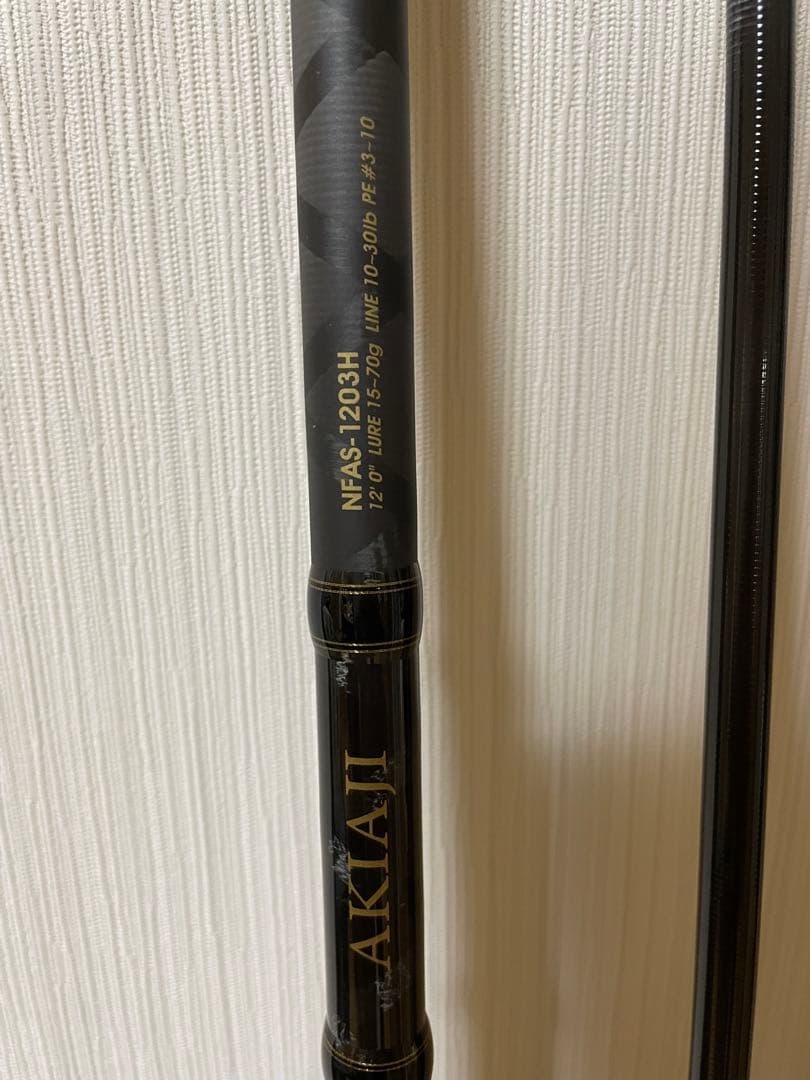 NFAS-1203H
12' 0" LURE 15~70g LINE 10~30lb PE#3~10
AKIAJI